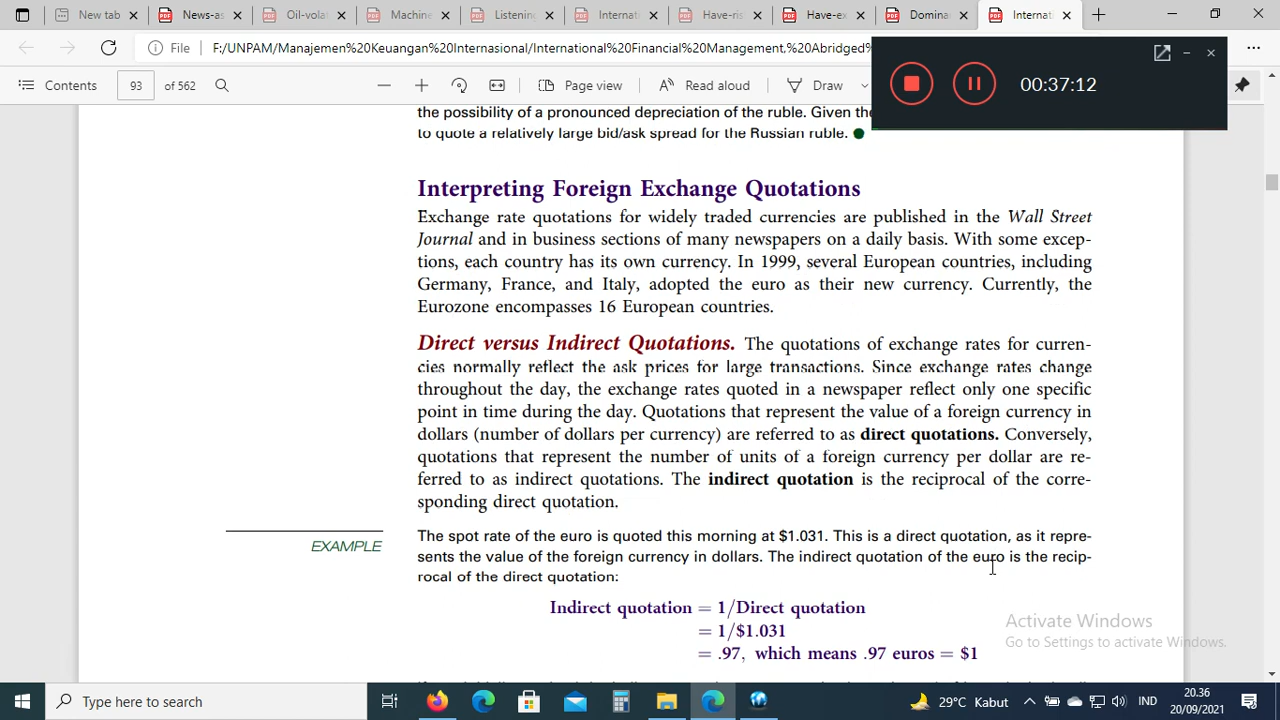 New tab
News-as
Oil-vola
Machine
Listening
Internat
Have-ris
Have-ex
Domina
Internati
File
F:/UNPAM/Manajemen%20Keuangan%20Internasional/International%20Financial%20Management,%20Abridged%
Contents
93
of 562
Page view
Read aloud
Draw
00:37:12
the possibility of a pronounced depreciation of the ruble. Given the
to quote a relatively large bid/ask spread for the Russian ruble.
Interpreting Foreign Exchange Quotations
Exchange rate quotations for widely traded currencies are published in the Wall Street
Journal and in business sections of many newspapers on a daily basis. With some excep-
tions, each country has its own currency. In 1999, several European countries, including
Germany, France, and Italy, adopted the euro as their new currency. Currently, the
Eurozone encompasses 16 European countries.
Direct versus Indirect Quotations. The quotations of exchange rates for curren-
cies normally reflect the ask prices for large transactions. Since exchange rates change
throughout the day, the exchange rates quoted in a newspaper reflect only one specific
point in time during the day. Quotations that represent the value of a foreign currency in
dollars (number of dollars per currency) are referred to as direct quotations. Conversely,
quotations that represent the number of units of a foreign currency per dollar are re-
ferred to as indirect quotations. The indirect quotation is the reciprocal of the corre-
sponding direct quotation.
EXAMPLE
The spot rate of the euro is quoted this morning at $1.031. This is a direct quotation, as it repre-
sents the value of the foreign currency in dollars. The indirect quotation of the euro is the recip-
rocal of the direct quotation:
Indirect quotation = 1/Direct quotation
= 1/$1.031
= .97, which means .97 euros = $1
Activate Windows
Go to Settings to activate Windows.
Type here to search
29°C Kabut
IND
20.36
20/09/2021